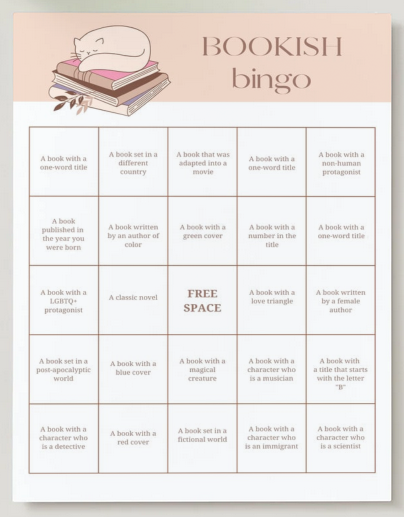 BOOKISH
bingo
A book with a
one-word title
A book set in a
different
country
A book that was
adapted into a
movie
A book with a
one-word title
A book with a
non-human
protagonist
A book
published in
the year you
were born
A book written
by an author of
color
A book with a
green cover
A book with a
number in the
title
A book with a
one-word title
A book with a
LGBTQ+
protagonist
A classic novel
FREE
SPACE
A book with a
love triangle
A book written
by a female
author
A book set in a
post-apocalyptic
world
A book with a
blue cover
A book with a
magical
creature
A book with a
character who
is a musician
A book with
a title that starts
with the letter
"B"
A book with a
character who
is a detective
A book with a
red cover
A book set in a
fictional world
A book with a
character who
is an immigrant
A book with a
character who
is a scientist